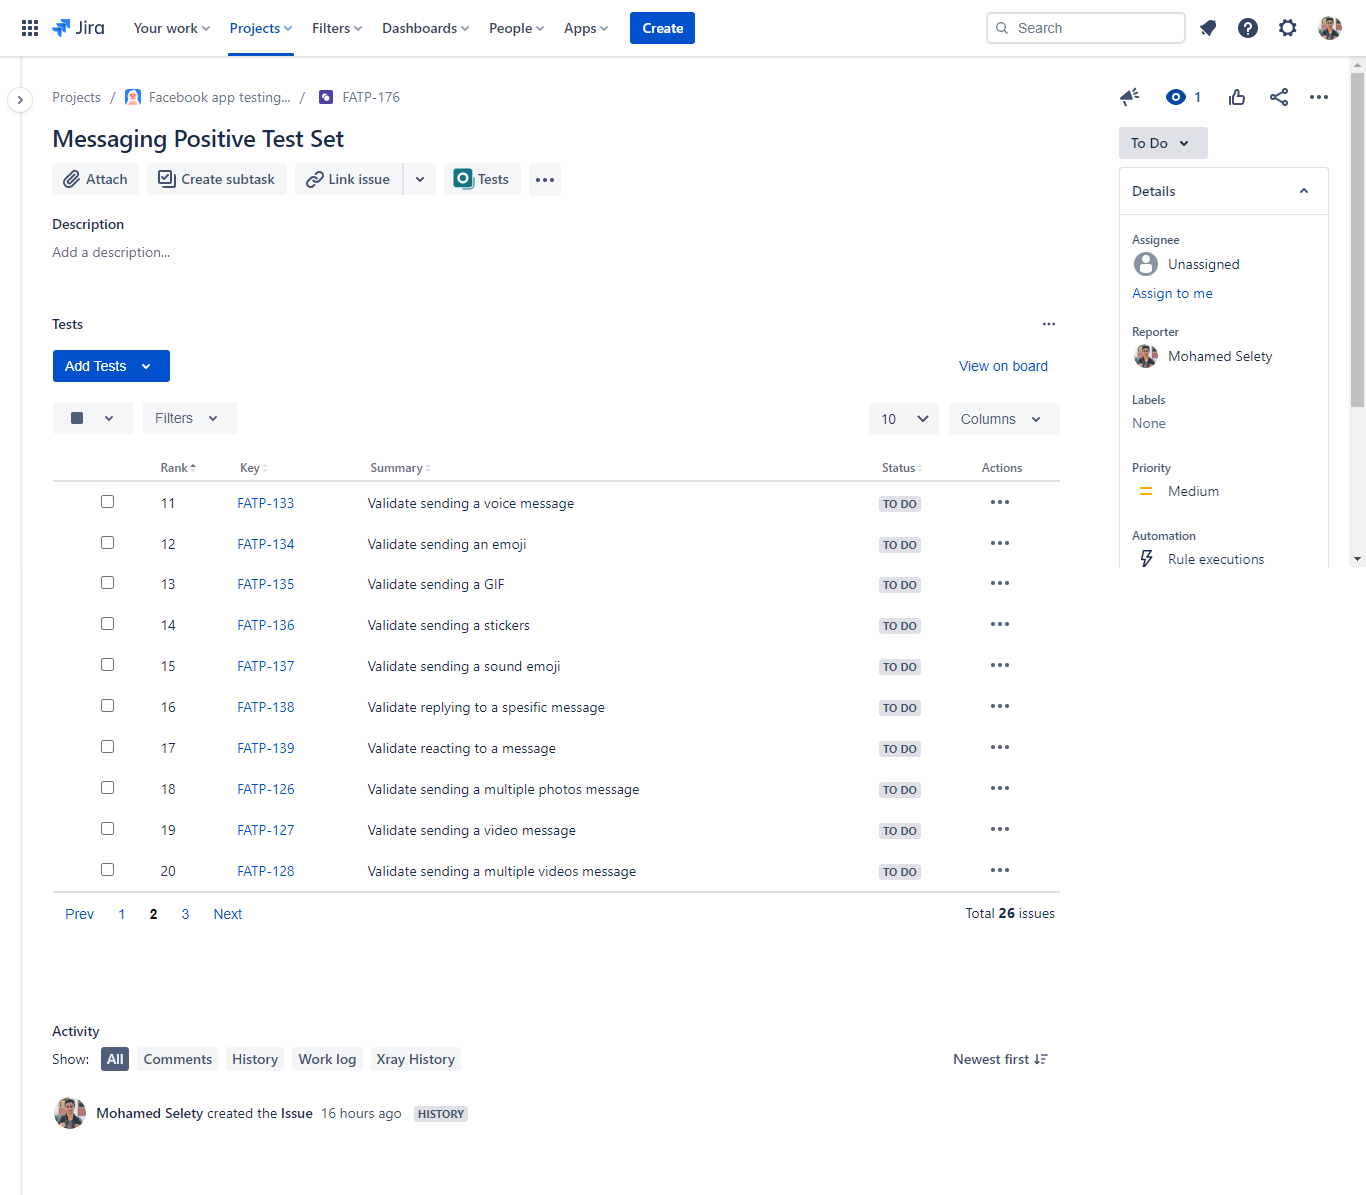 Jira Your work Projects Filters Dashboards People Apps Create Search
Projects / Facebook app testing... / FATP-176 1
Messaging Positive Test Set
To Do
Attach Create subtask Link issue Tests
Details
Description
Add a description...
Assignee
Unassigned
Assign to me
Tests
Reporter
Mohamed Selety
Add Tests View on board
Labels
None
Filters 10 Columns
Priority
Medium
Automation
Rule executions
Rank Key Summary Status Actions
11 FATP-133 Validate sending a voice message TO DO
12 FATP-134 Validate sending an emoji TO DO
13 FATP-135 Validate sending a GIF TO DO
14 FATP-136 Validate sending a stickers TO DO
15 FATP-137 Validate sending a sound emoji TO DO
16 FATP-138 Validate replying to a spesific message TO DO
17 FATP-139 Validate reacting to a message TO DO
18 FATP-126 Validate sending a multiple photos message TO DO
19 FATP-127 Validate sending a video message TO DO
20 FATP-128 Validate sending a multiple videos message TO DO
Prev 1 2 3 Next Total 26 issues
Activity
Show: All Comments History Work log Xray History Newest first
Mohamed Selety created the Issue 16 hours ago HISTORY